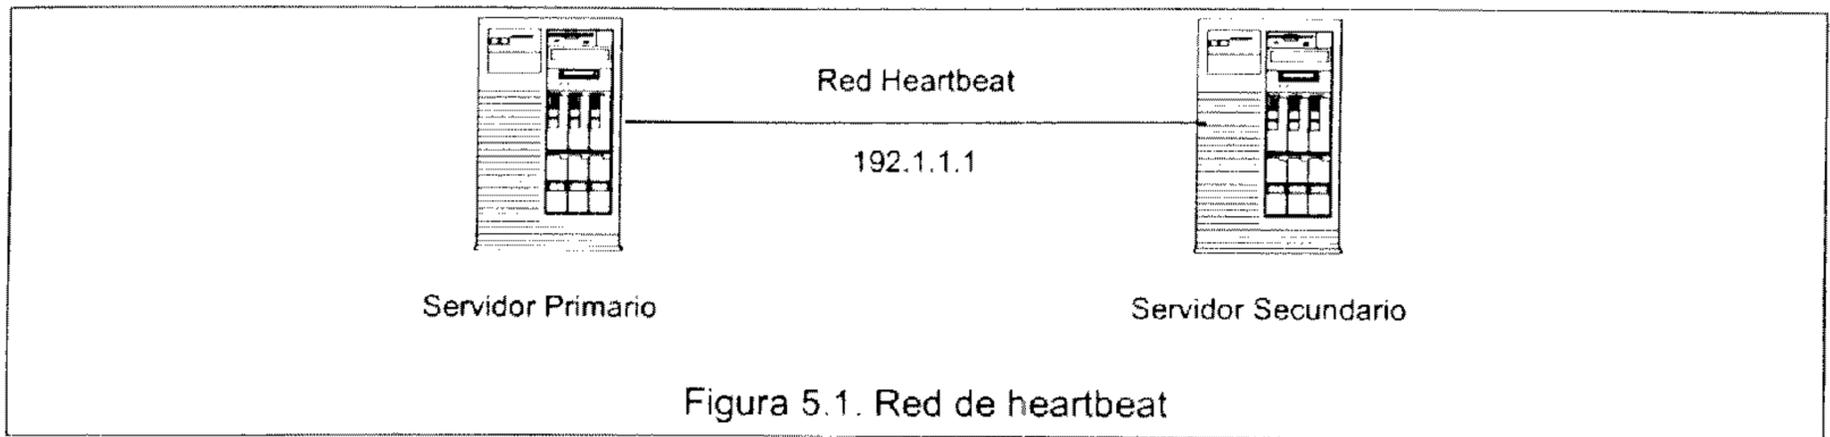 Red Heartbeat
192.1.1.1
Servidor Primario
Servidor Secundario
Figura 5.1. Red de heartbeat